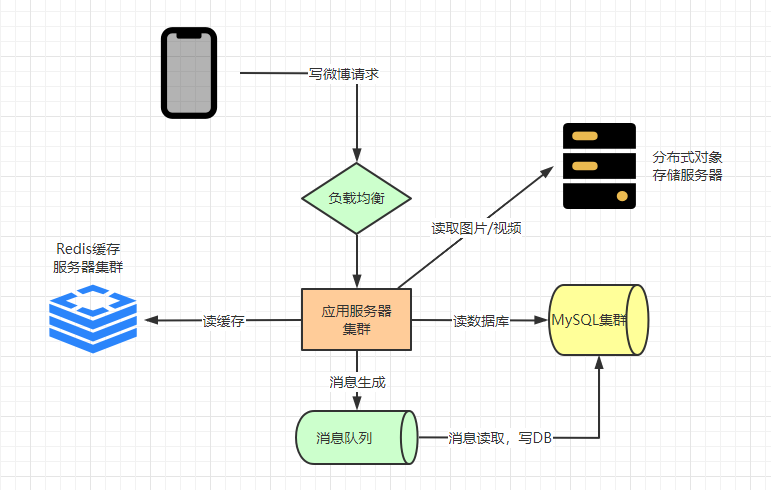 写微博请求
分布式对象
存储服务器
负载均衡
读取图片/视频
Redis缓存
服务器集群
应用服务器
集群
读缓存
读数据库
MySQL集群
消息生成
消息队列
消息读取，写DB